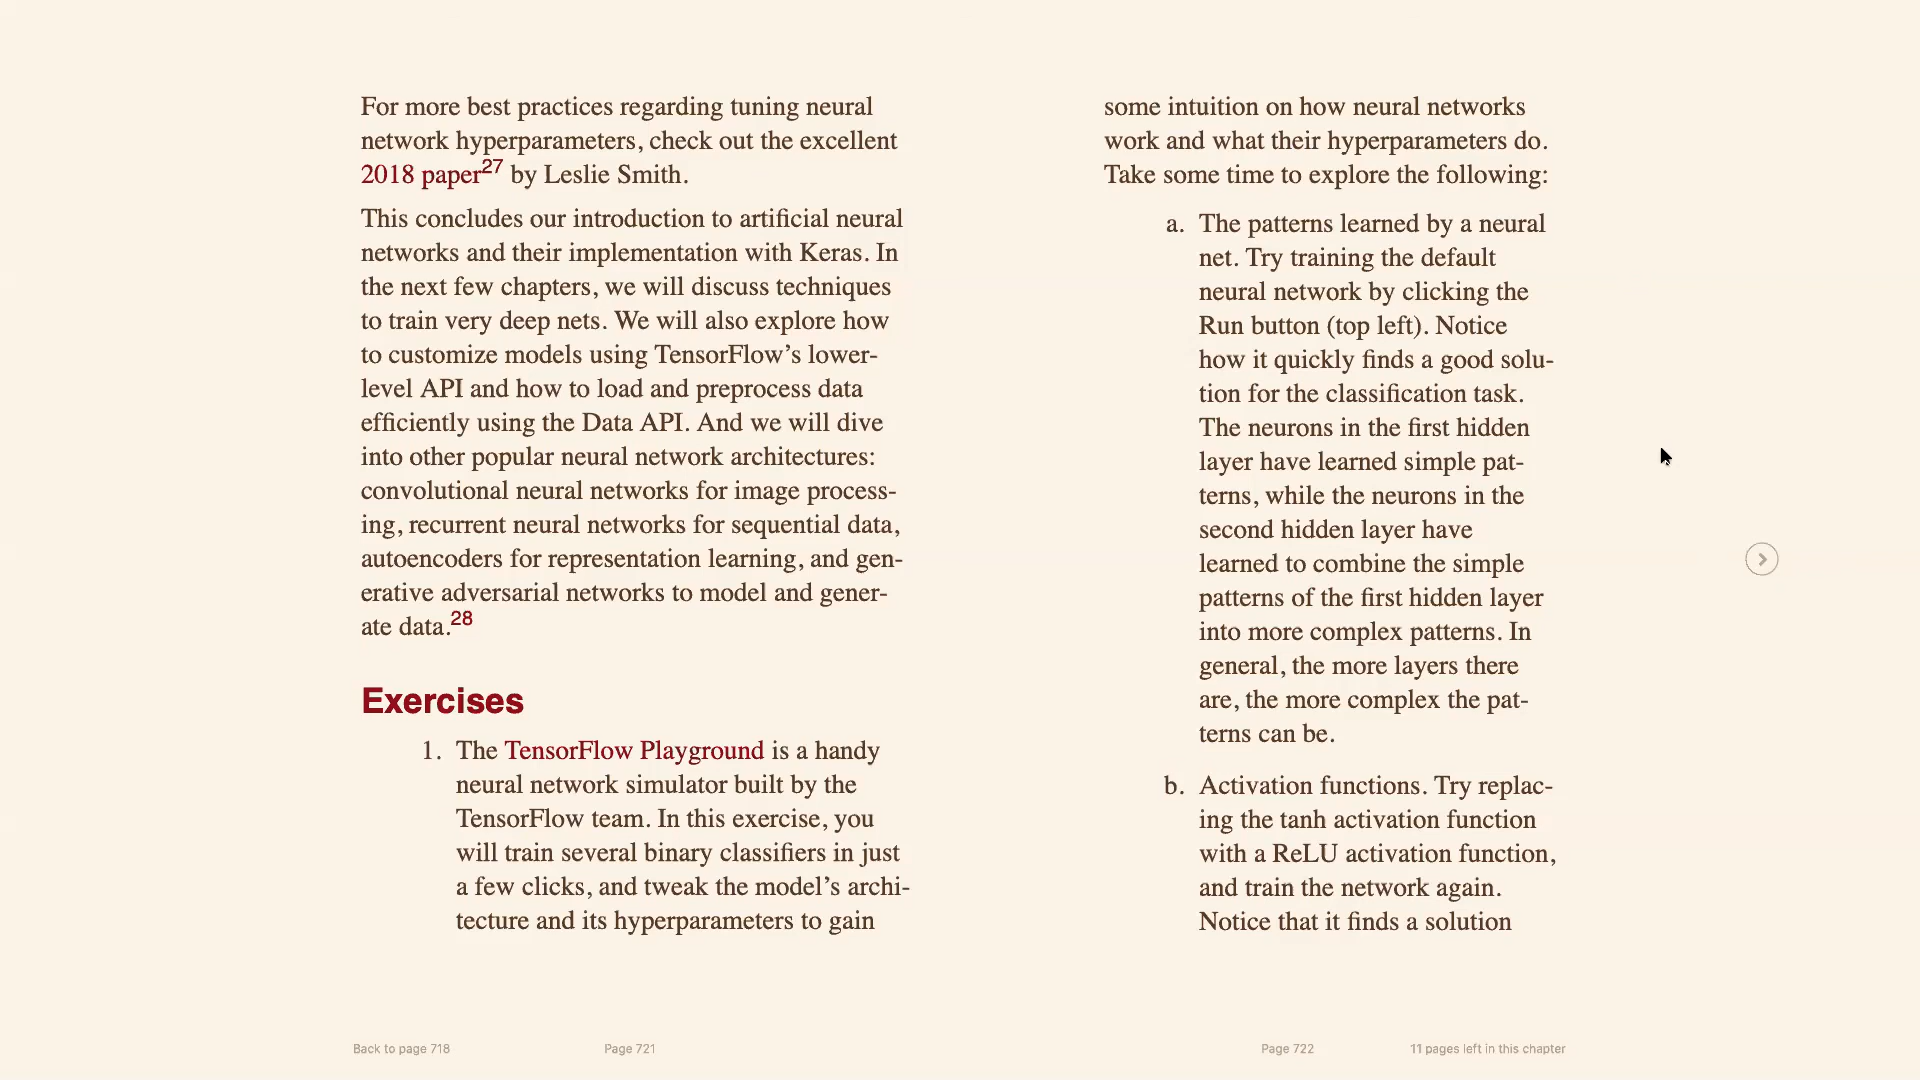 For more best practices regarding tuning neural
network hyperparameters, check out the excellent
2018 paper27 by Leslie Smith.
This concludes our introduction to artificial neural
networks and their implementation with Keras. In
the next few chapters, we will discuss techniques
to train very deep nets. We will also explore how
to customize models using TensorFlow’s lower-
level API and how to load and preprocess data
efficiently using the Data API. And we will dive
into other popular neural network architectures:
convolutional neural networks for image process-
ing, recurrent neural networks for sequential data,
autoencoders for representation learning, and gen-
erative adversarial networks to model and gener-
ate data.28
Exercises
1. The TensorFlow Playground is a handy
neural network simulator built by the
TensorFlow team. In this exercise, you
will train several binary classifiers in just
a few clicks, and tweak the model’s archi-
tecture and its hyperparameters to gain
some intuition on how neural networks
work and what their hyperparameters do.
Take some time to explore the following:
a. The patterns learned by a neural
net. Try training the default
neural network by clicking the
Run button (top left). Notice
how it quickly finds a good solu-
tion for the classification task.
The neurons in the first hidden
layer have learned simple pat-
terns, while the neurons in the
second hidden layer have
learned to combine the simple
patterns of the first hidden layer
into more complex patterns. In
general, the more layers there
are, the more complex the pat-
terns can be.
b. Activation functions. Try replac-
ing the tanh activation function
with a ReLU activation function,
and train the network again.
Notice that it finds a solution
Back to page 718
Page 721
Page 722
11 pages left in this chapter